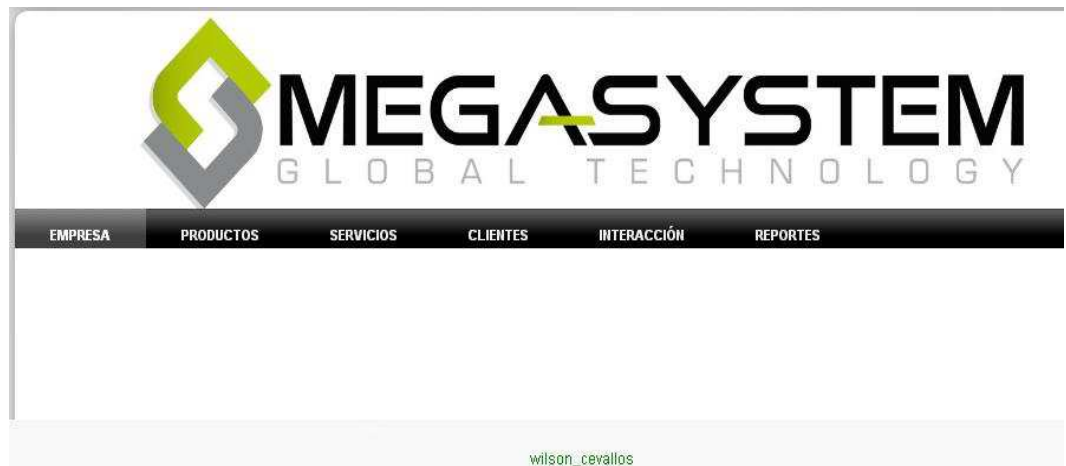 MEGASYSTEM
GLOBAL TECHNOLOGY
EMPRESA PRODUCTOS SERVICIOS CLIENTES INTERACCIÓN REPORTES
wilson_cevallos